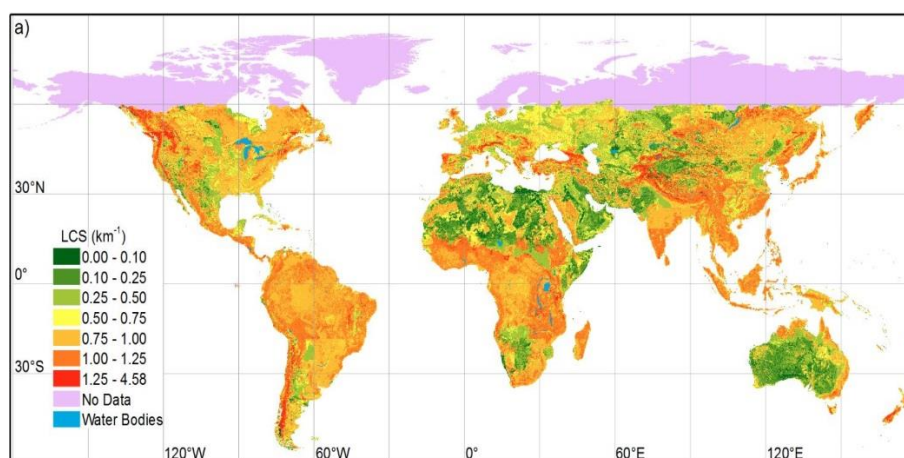 a)
30°N
LCS (km⁻¹)
0.00 - 0.10
0.10 - 0.25
0° 0.25 - 0.50
0.50 - 0.75
0.75 - 1.00
1.00 - 1.25
30°S 1.25 - 4.58
No Data
Water Bodies
120°W 60°W 0° 60°E 120°E